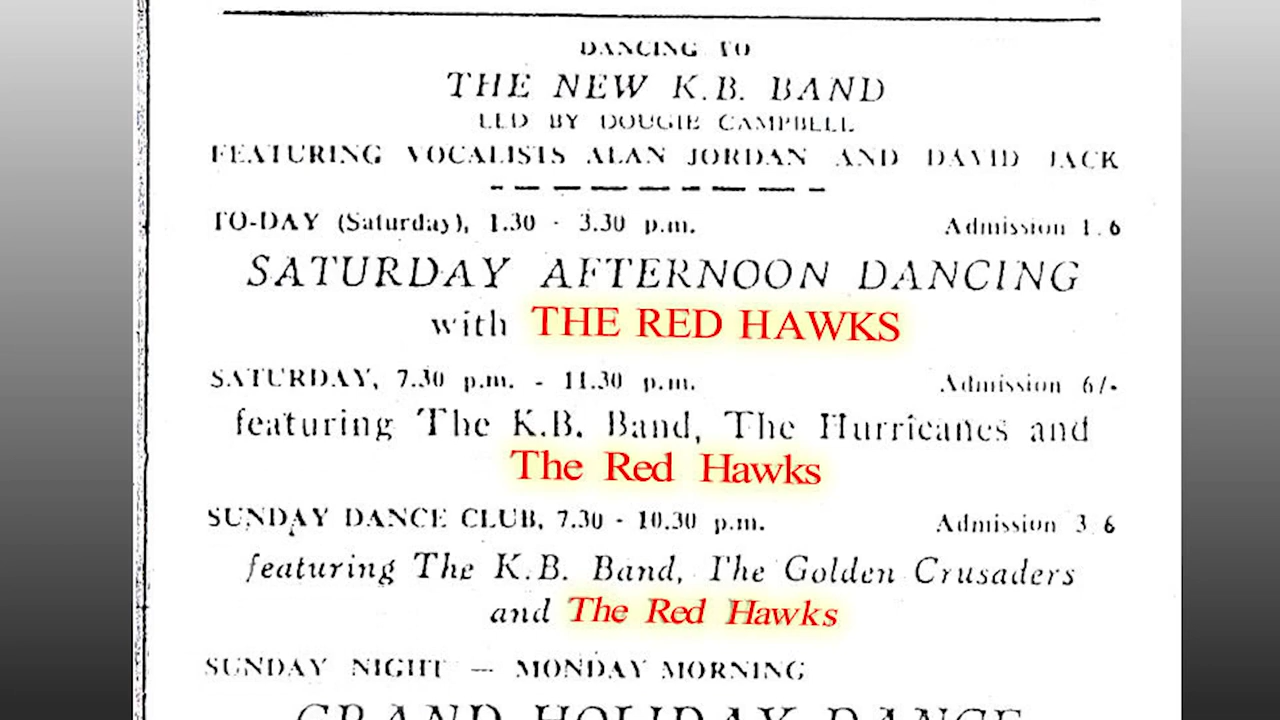 DANCING TO
THE NEW K.B. BAND
LED BY DOUGIE CAMPBELL
FEATURING VOCALISTS ALAN JORDAN AND DAVID JACK
TO-DAY (Saturday), 1.30 - 3.30 p.m. Admission 1.6
SATURDAY AFTERNOON DANCING
with THE RED HAWKS
SATURDAY, 7.30 p.m. - 11.30 p.m. Admission 6/-
featuring The K.B. Band, The Hurricanes and
The Red Hawks
SUNDAY DANCE CLUB, 7.30 - 10.30 p.m. Admission 3 6
featuring The K.B. Band, The Golden Crusaders
and The Red Hawks
SUNDAY NIGHT — MONDAY MORNING
GRAND HOLIDAY DANCE